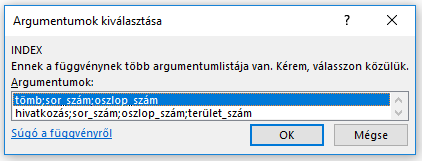 Argumentumok kiválasztása ? ×
INDEX
Ennek a függvénynek több argumentumlistája van. Kérem, válasszon közülük.
Argumentumok:
tömb;sor_szám;oszlop_szám
hivatkozás;sor_szám;oszlop_szám;terület_szám
Súgó a függvényről OK Mégse